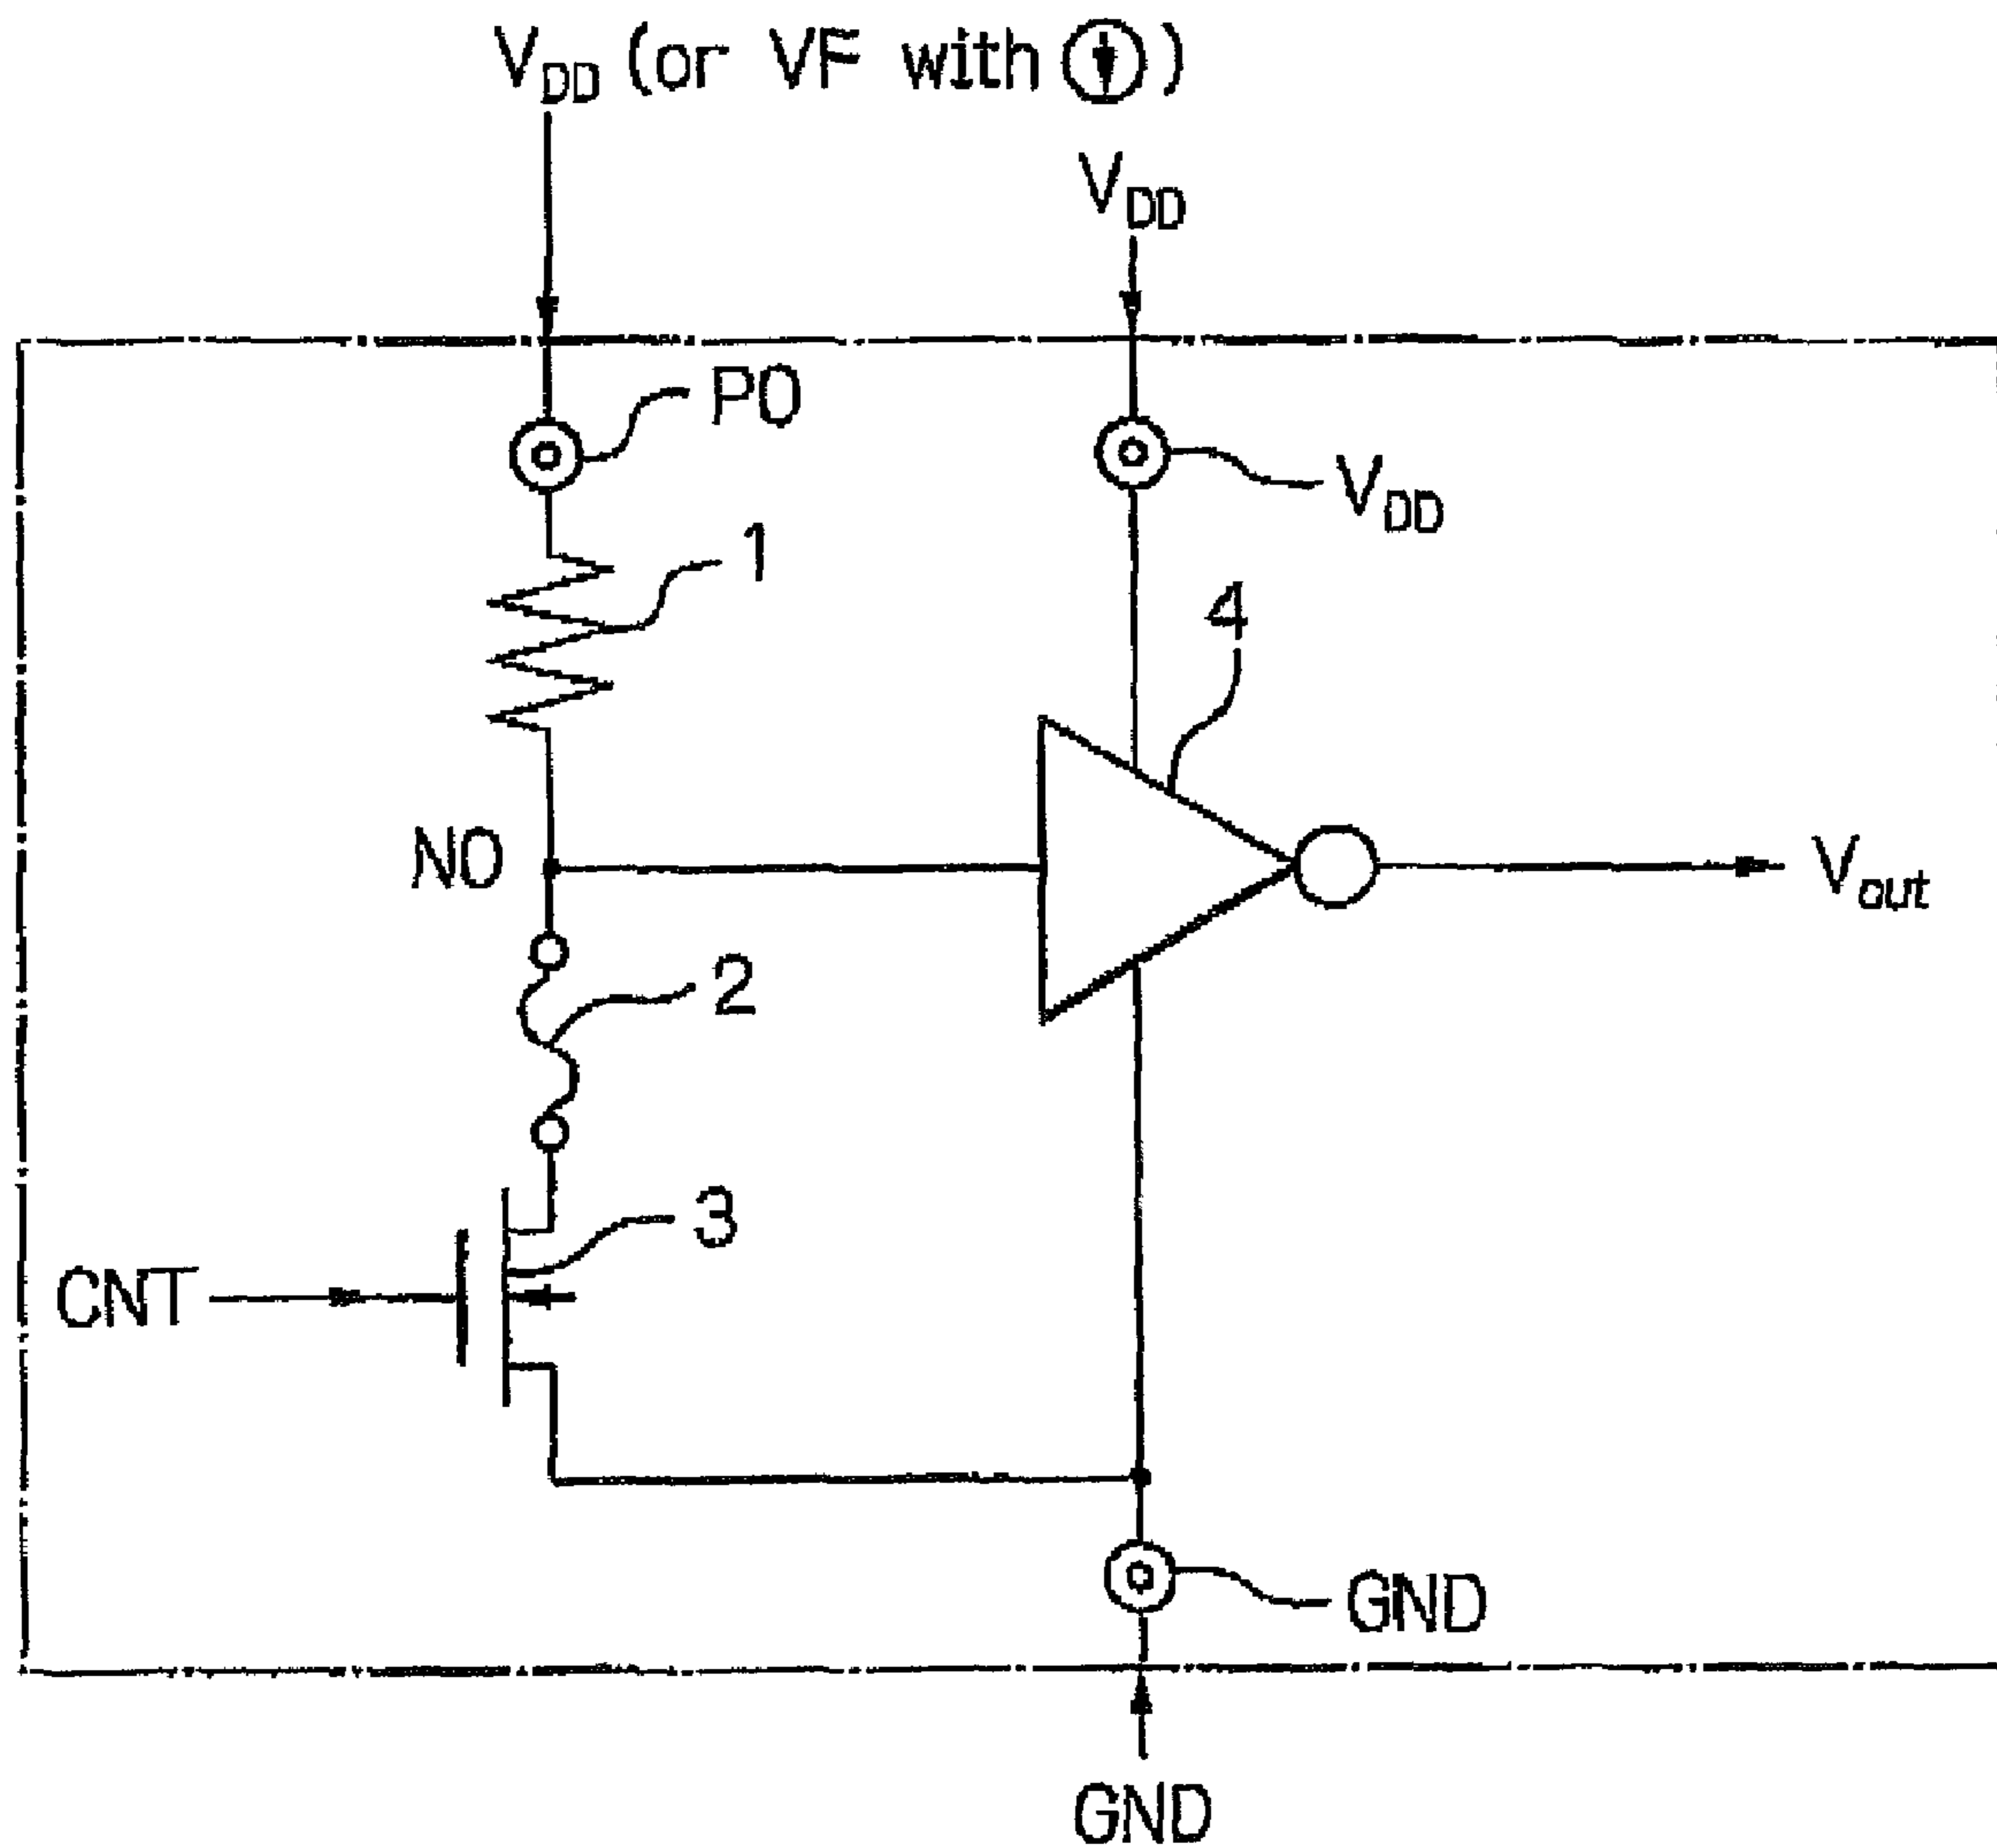 VDD (or VF with )
VDD
P0
VDD
1
4
N0
Vout
2
3
CNT
GND
GND